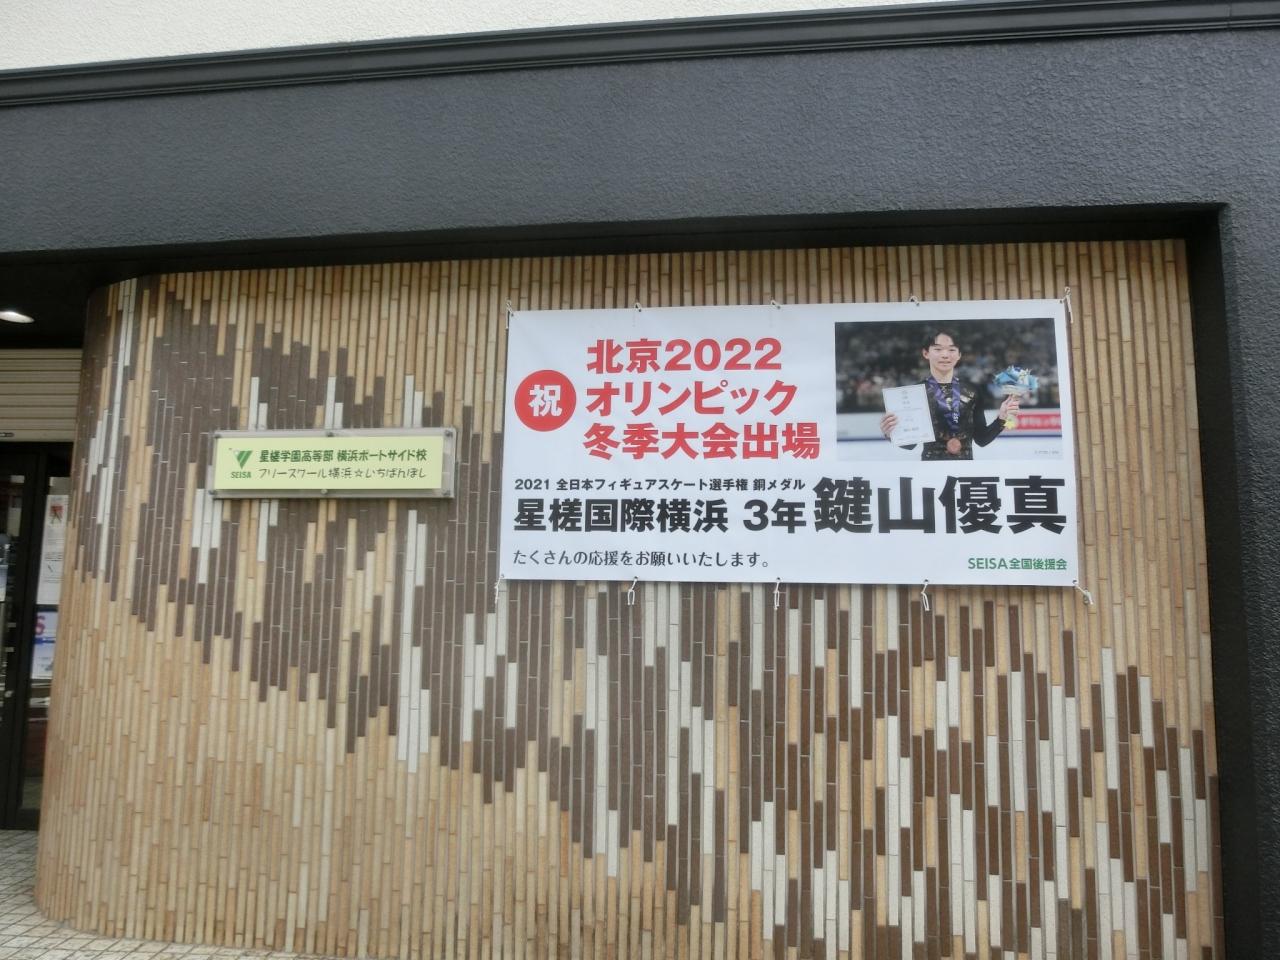 星槎学園高等部 横浜ポートサイド校
フリースクール横浜☆いちばんぼし
SEISA
祝
北京2022
オリンピック
冬季大会出場
2021 全日本フィギュアスケート選手権 銅メダル
星槎国際横浜 3年 鍵山優真
たくさんの応援をお願いいたします。
SEISA全国後援会